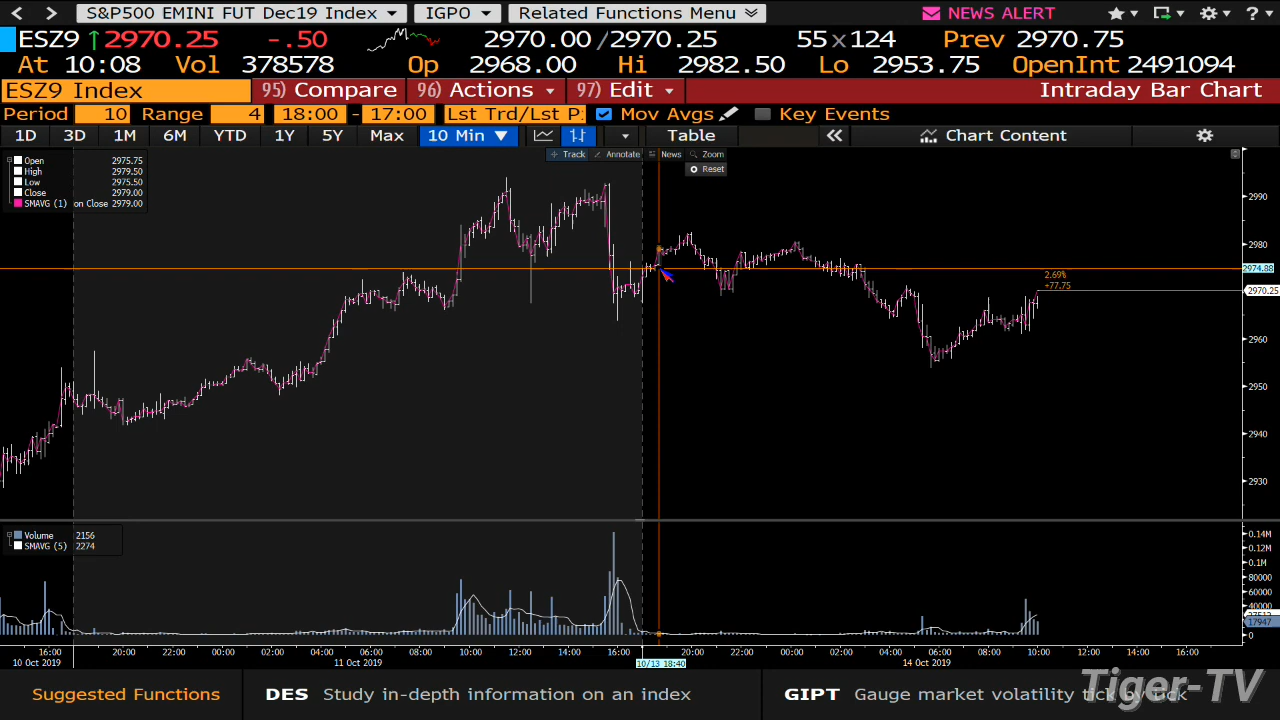 S&P500 EMINI FUT Dec19 Index IGPO Related Functions Menu NEWS ALERT ?
ESZ9 ↑2970.25 -.50 2970.00/2970.25 55x124 Prev 2970.75
At 10:08 Vol 378578 Op 2968.00 Hi 2982.50 Lo 2953.75 OpenInt 2491094
ESZ9 Index 95) Compare 96) Actions 97) Edit Intraday Bar Chart
Period 10 Range 4 18:00 - 17:00 Lst Trd/Lst P Mov Avgs Key Events
1D 3D 1M 6M YTD 1Y 5Y Max 10 Min Table Chart Content
Track Annotate News Zoom
Reset
Open 2975.75
High 2979.50
Low 2975.50
Close 2979.00
SMAVG (1) on Close 2979.00
2990
2980
2974.88
2.69%
+77.75
2970.25
2960
2950
2940
2930
Volume 2156
SMAVG (5) 2274
0.14M
0.12M
0.1M
80000
60000
40000
17947
0
16:00 20:00 22:00 00:00 02:00 04:00 06:00 08:00 10:00 12:00 14:00 16:00 20:00 22:00 00:00 02:00 04:00 06:00 08:00 10:00 12:00 14:00 16:00
10 Oct 2019 11 Oct 2019 10/13 18:40 14 Oct 2019
Suggested Functions DES Study in-depth information on an index GIPT Gauge market volatility tick by tick
Tiger-TV